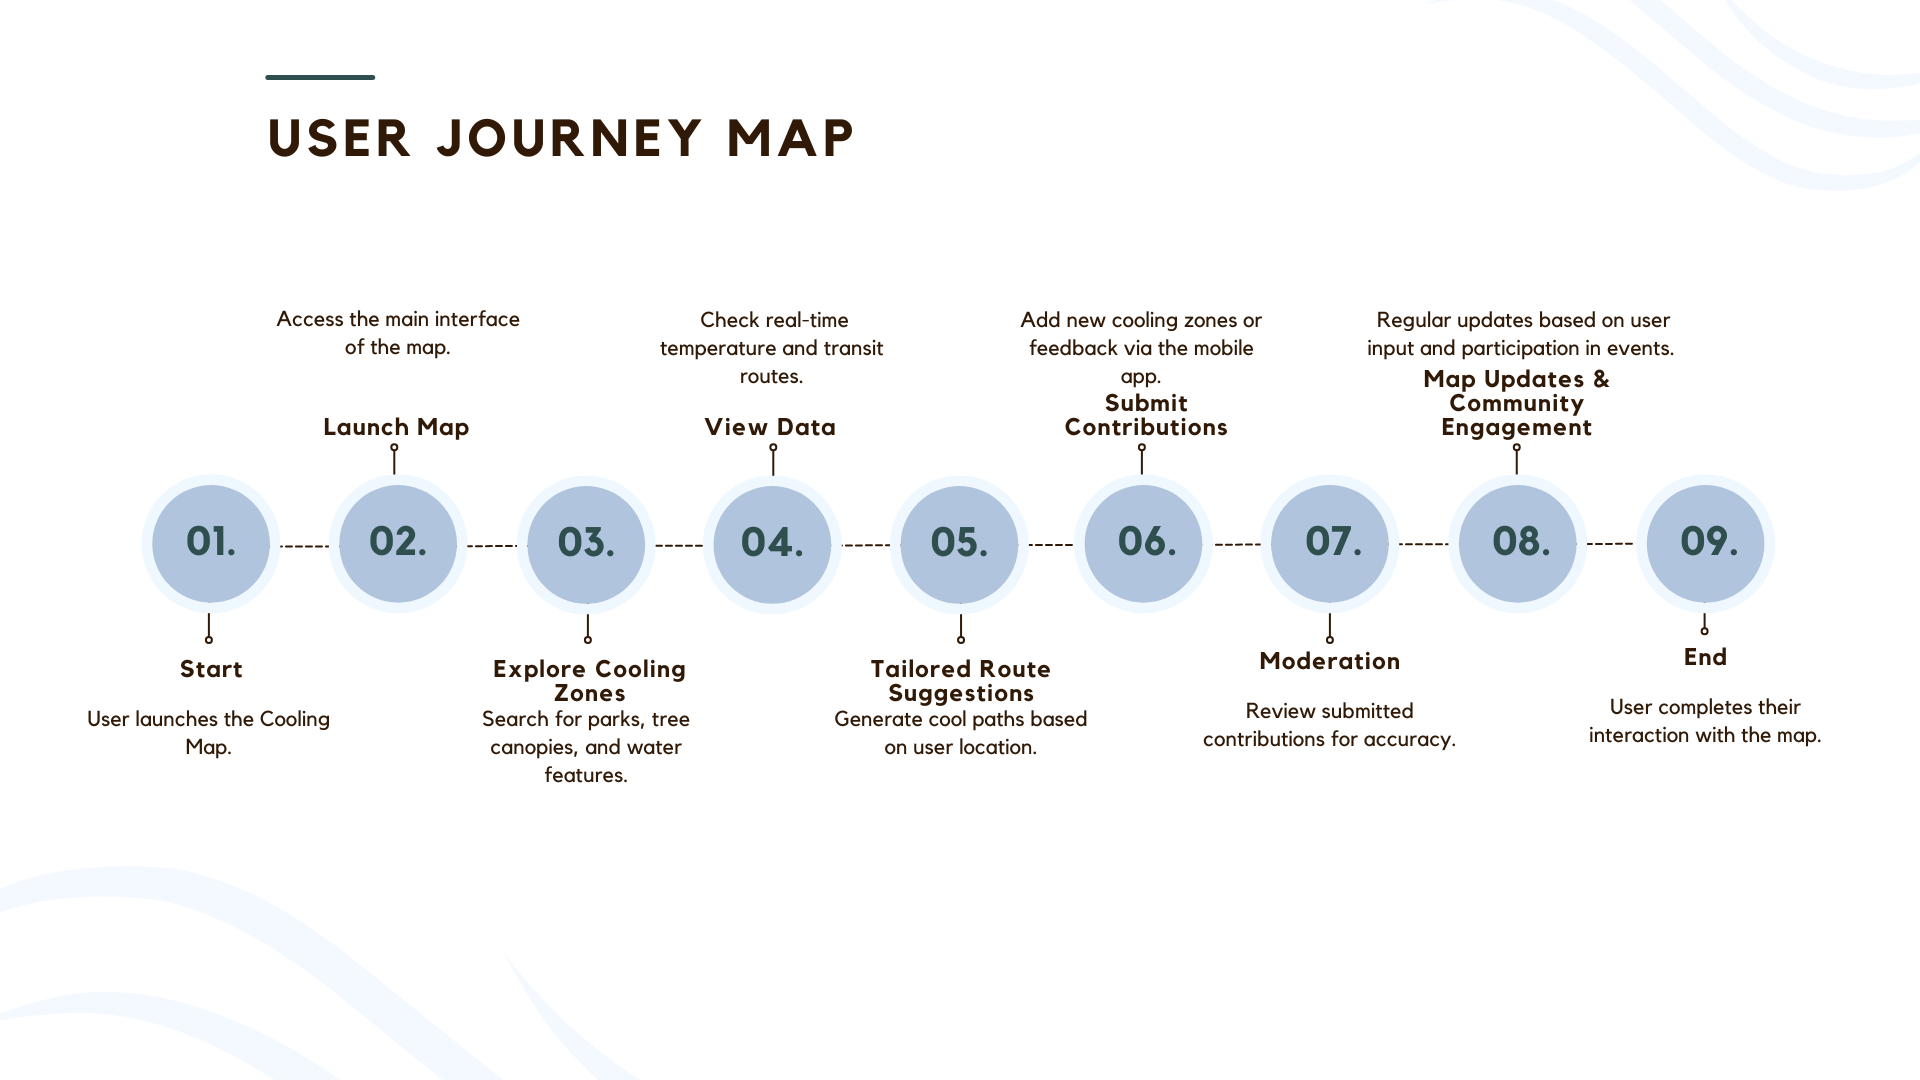 USER JOURNEY MAP
Access the main interface
of the map.
Launch Map
Check real-time
temperature and transit
routes.
View Data
Add new cooling zones or
feedback via the mobile
app.
Submit
Contributions
Regular updates based on user
input and participation in events.
Map Updates &
Community
Engagement
01.
02.
03.
04.
05.
06.
07.
08.
09.
Start
User launches the Cooling
Map.
Explore Cooling
Zones
Search for parks, tree
canopies, and water
features.
Tailored Route
Suggestions
Generate cool paths based
on user location.
Moderation
Review submitted
contributions for accuracy.
End
User completes their
interaction with the map.